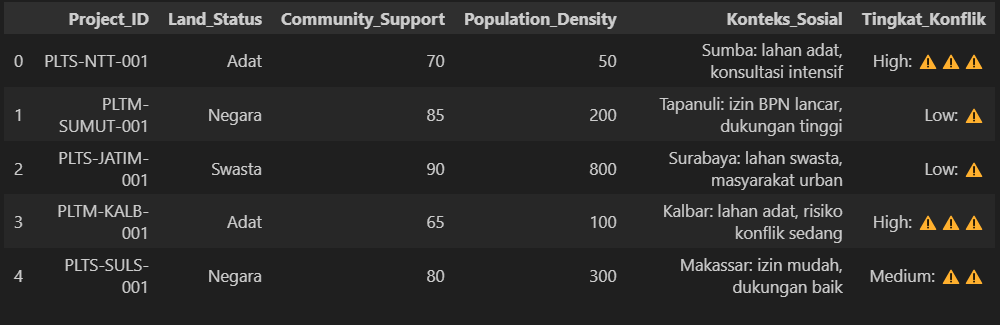 Project_ID Land_Status Community_Support Population_Density Konteks_Sosial Tingkat_Konflik
0 PLTS-NTT-001 Adat 70 50 Sumba: lahan adat, konsultasi intensif High: ⚠️ ⚠️ ⚠️
1 PLTM-SUMUT-001 Negara 85 200 Tapanuli: izin BPN lancar, dukungan tinggi Low: ⚠️
2 PLTS-JATIM-001 Swasta 90 800 Surabaya: lahan swasta, masyarakat urban Low: ⚠️
3 PLTM-KALB-001 Adat 65 100 Kalbar: lahan adat, risiko konflik sedang High: ⚠️ ⚠️ ⚠️
4 PLTS-SULS-001 Negara 80 300 Makassar: izin mudah, dukungan baik Medium: ⚠️ ⚠️